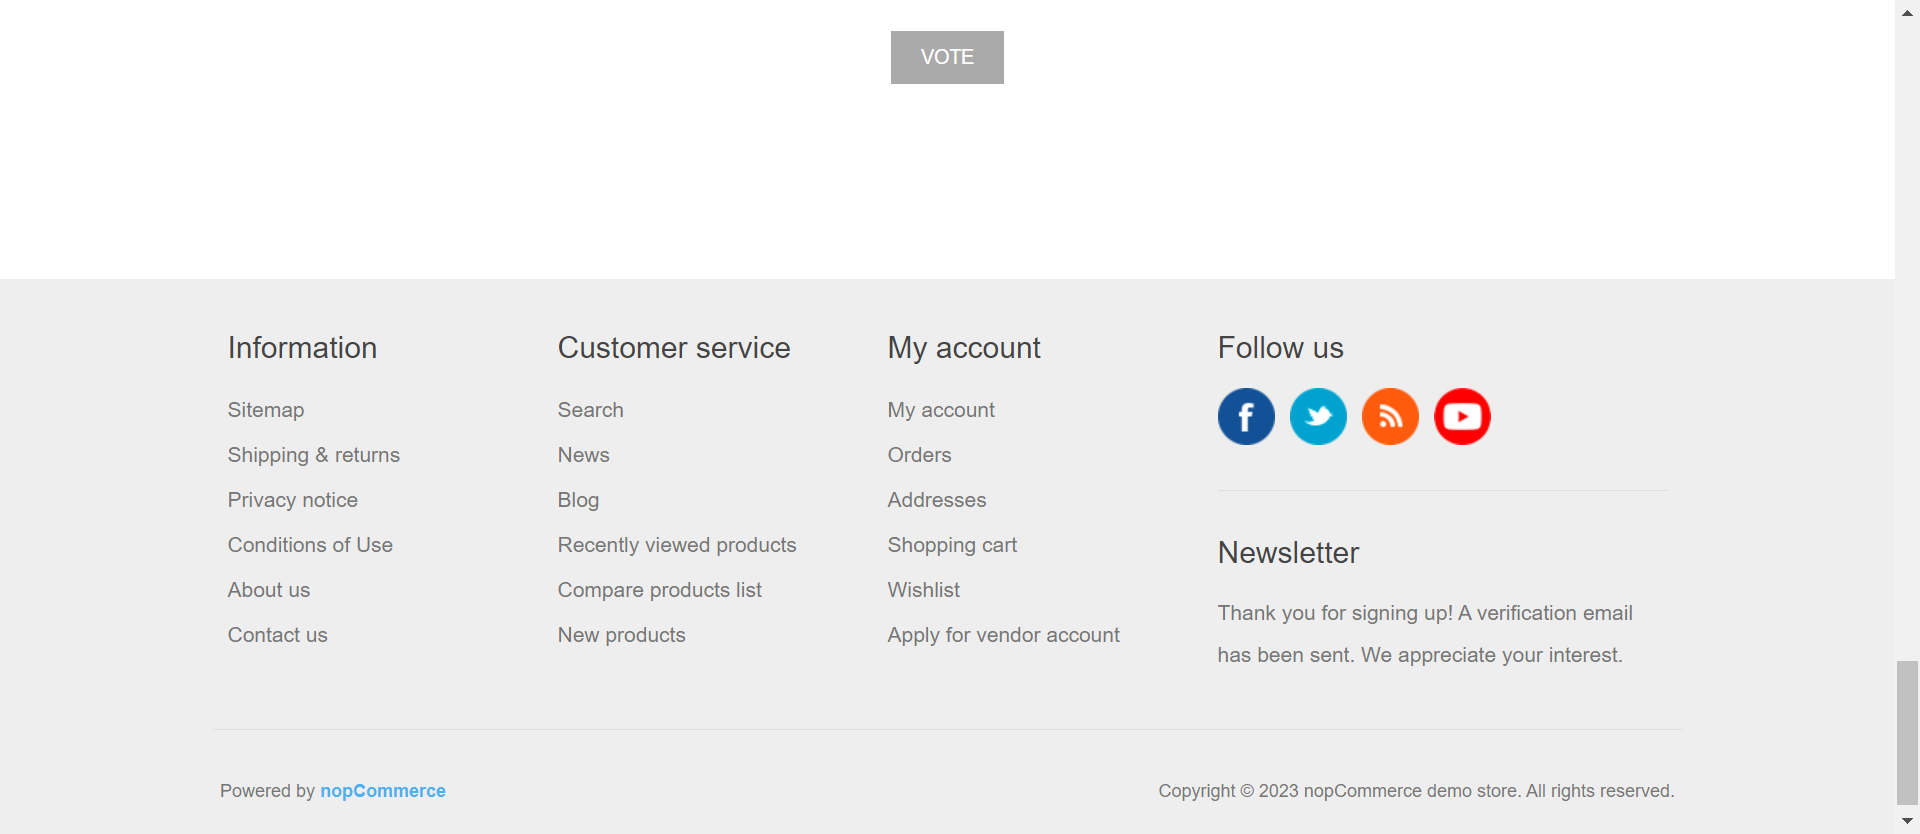 VOTE
Information
Sitemap
Shipping & returns
Privacy notice
Conditions of Use
About us
Contact us
Customer service
Search
News
Blog
Recently viewed products
Compare products list
New products
My account
My account
Orders
Addresses
Shopping cart
Wishlist
Apply for vendor account
Follow us
Newsletter
Thank you for signing up! A verification email
has been sent. We appreciate your interest.
Powered by nopCommerce
Copyright © 2023 nopCommerce demo store. All rights reserved.